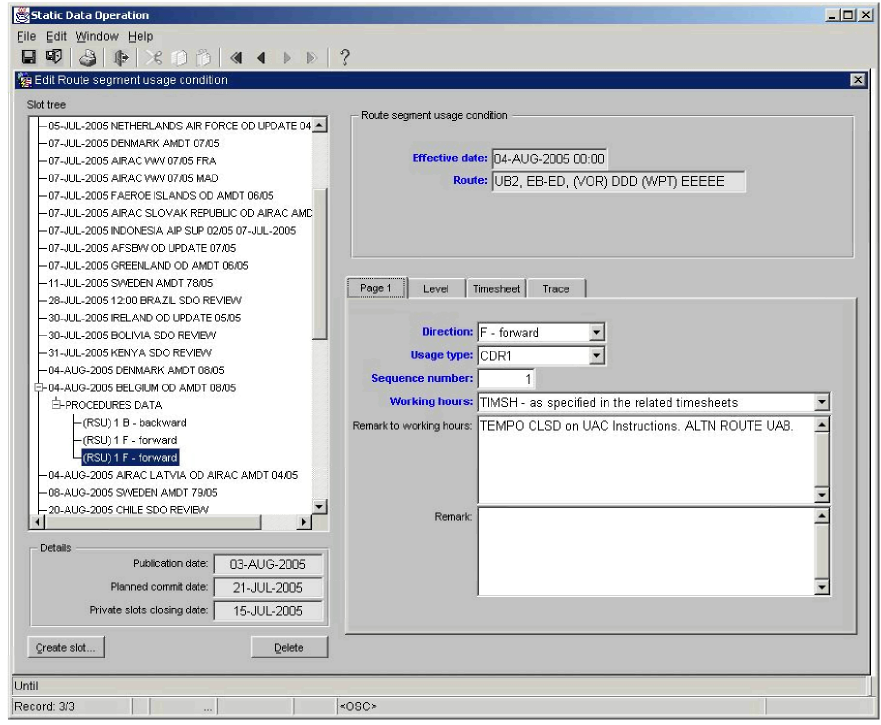 Static Data Operation
File Edit Window Help
Edit Route segment usage condition
Slot tree
05-JUL-2005 NETHERLANDS AIR FORCE OD UPDATE 04
07-JUL-2005 DENMARK AMDT 07/05
07-JUL-2005 AIRAC VVVV 07/05 FRA
07-JUL-2005 AIRAC VVVV 07/05 MAD
07-JUL-2005 FAEROE ISLANDS OD AMDT 06/05
07-JUL-2005 AIRAC SLOVAK REPUBLIC OD AIRAC AMD
07-JUL-2005 INDONESIA AIP SUP 02/05 07-JUL-2005
07-JUL-2005 AFSBW OD UPDATE 07/05
07-JUL-2005 GREENLAND OD AMDT 06/05
11-JUL-2005 SWEDEN AMDT 78/05
28-JUL-2005 12:00 BRAZIL SDO REVIEW
30-JUL-2005 IRELAND OD UPDATE 05/05
30-JUL-2005 BOLIVIA SDO REVIEW
31-JUL-2005 KENYA SDO REVIEW
04-AUG-2005 DENMARK AMDT 08/05
04-AUG-2005 BELGIUM OD AMDT 08/05
PROCEDURES DATA
(RSU) 1 B - backward
(RSU) 1 F - forward
(RSU) 1 F - forward
04-AUG-2005 AIRAC LATVIA OD AIRAC AMDT 04/05
08-AUG-2005 SWEDEN AMDT 79/05
20-AUG-2005 CHILE SDO REVIEW
Details
Publication date: 03-AUG-2005
Planned commit date: 21-JUL-2005
Private slots closing date: 15-JUL-2005
Create slot... Delete
Route segment usage condition
Effective date: 04-AUG-2005 00:00
Route: UB2, EB-ED, (VOR) DDD (WPT) EEEEE
Page 1 Level Timesheet Trace
Direction: F - forward
Usage type: CDR1
Sequence number: 1
Working hours: TIMSH - as specified in the related timesheets
Remark to working hours: TEMPO CLSD on UAC Instructions. ALTN ROUTE UA8.
Remark:
Until
Record: 3/3 ... <OSC>